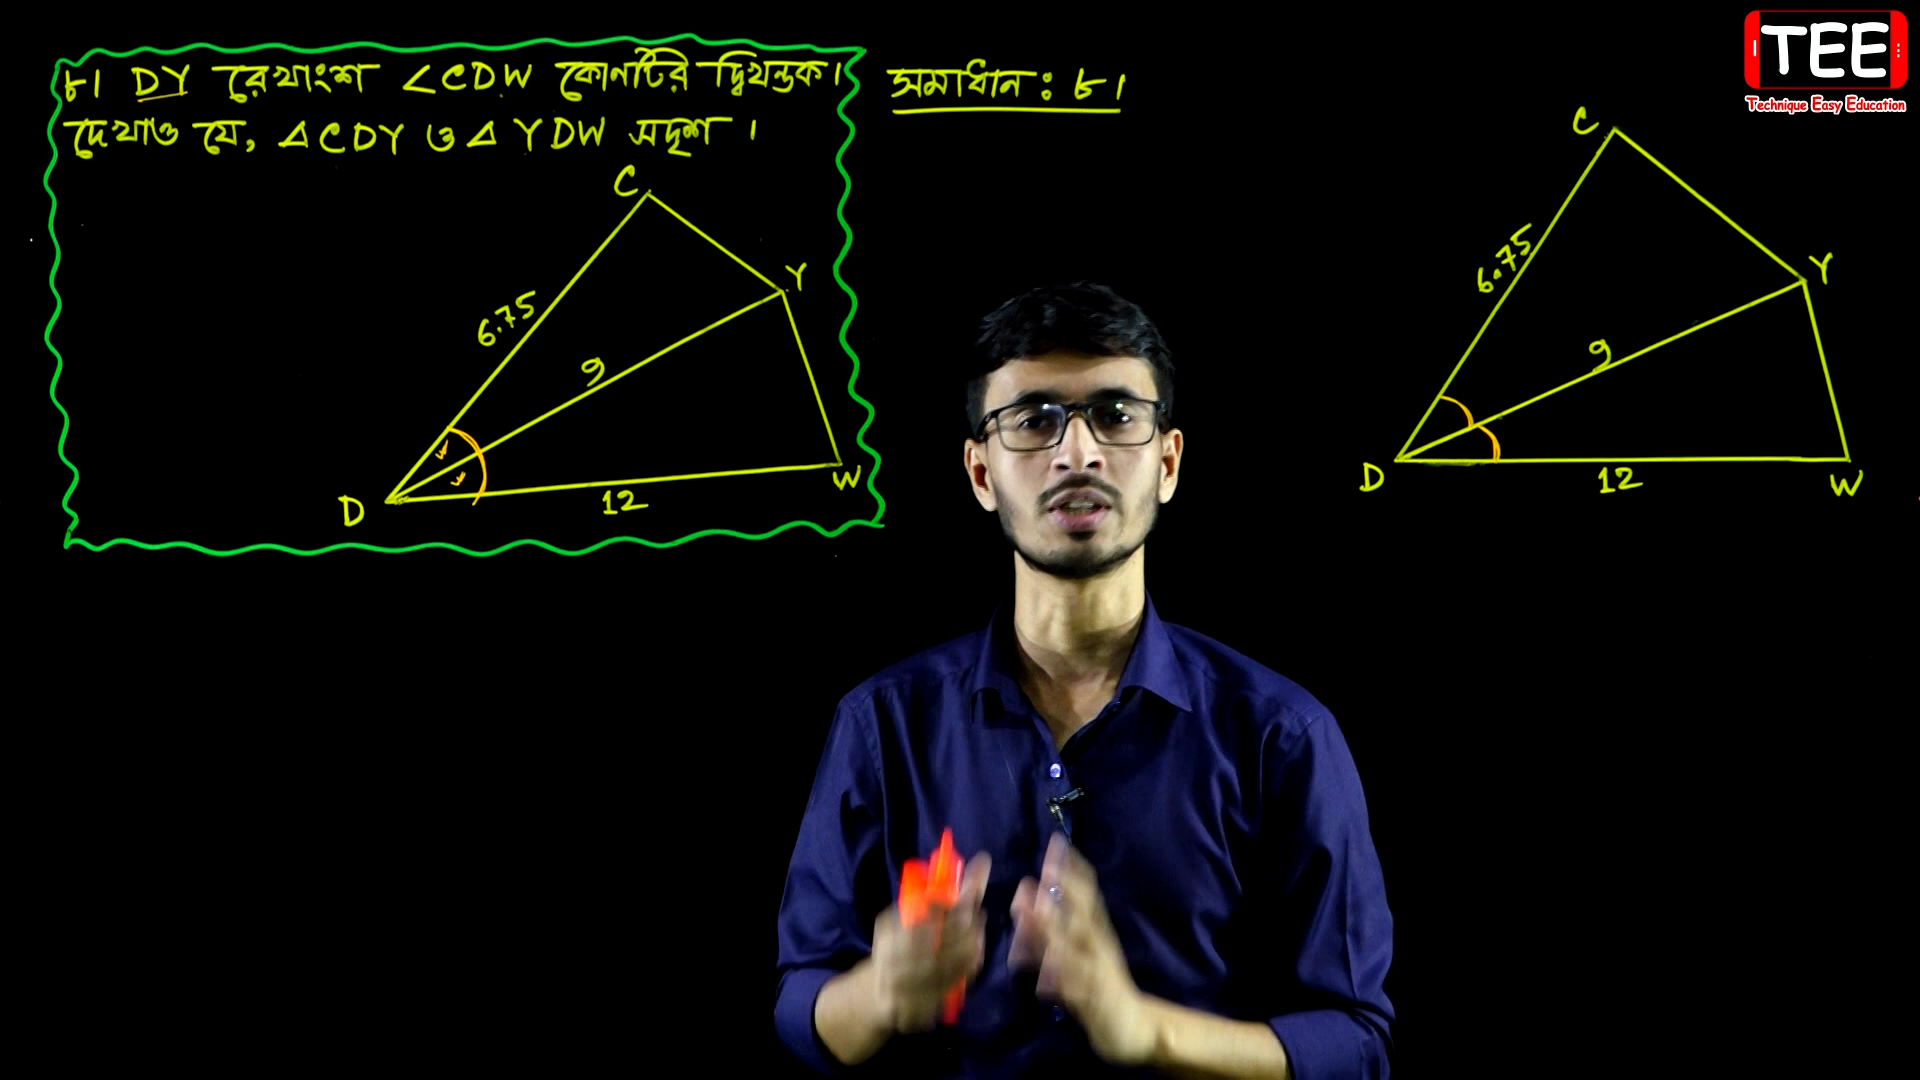 ৮। DY রেখাংশ <CDW কোণটির দ্বিখন্ডক।
দেখাও যে, △CDY ও △YDW সদৃশ।
C
Y
6.75
9
D
12
W
সমাধান: ৮।
C
Y
6.75
9
D
12
W
TEE
Technique Easy Education